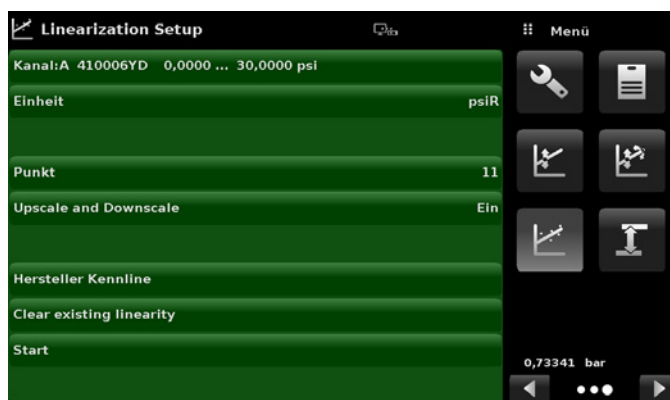 Linearization Setup
Menü
Kanal:A 410006YD 0,0000 ... 30,0000 psi
Einheit psiR
Punkt 11
Upscale and Downscale Ein
Hersteller Kennline
Clear existing linearity
Start
0,73341 bar